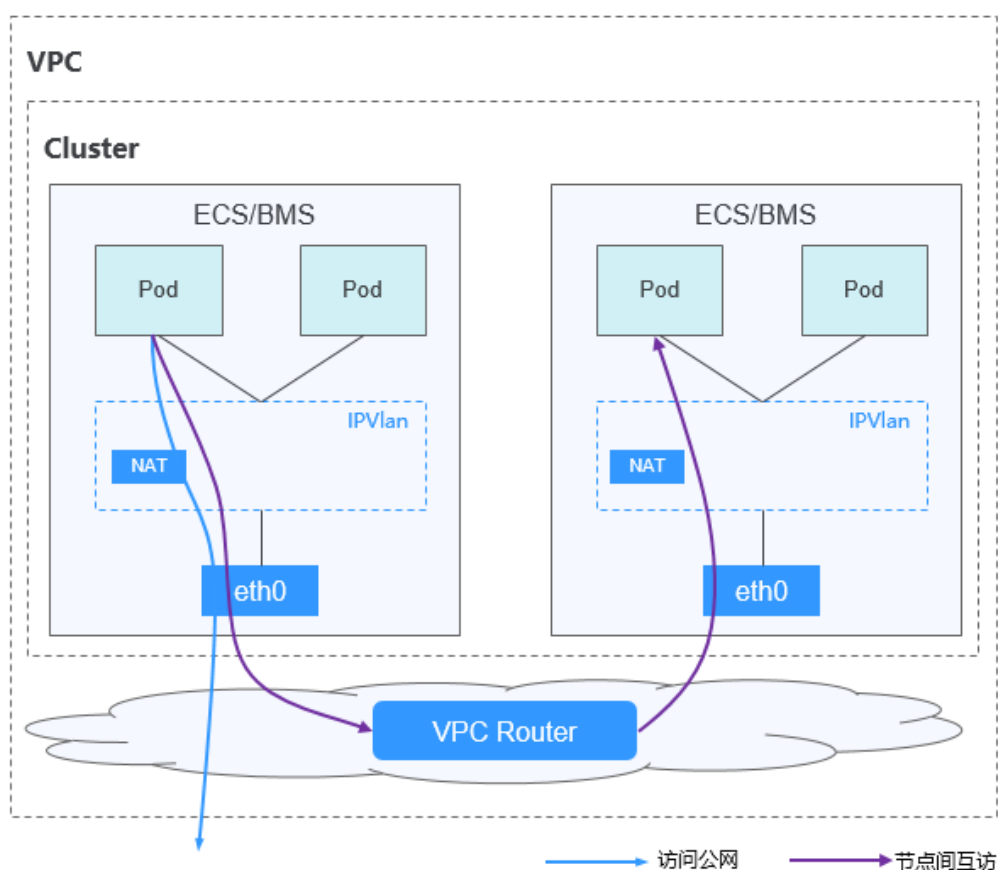 VPC
Cluster
ECS/BMS
ECS/BMS
Pod
Pod
Pod
Pod
IPVlan
IPVlan
NAT
NAT
eth0
eth0
VPC Router
访问公网
节点间互访